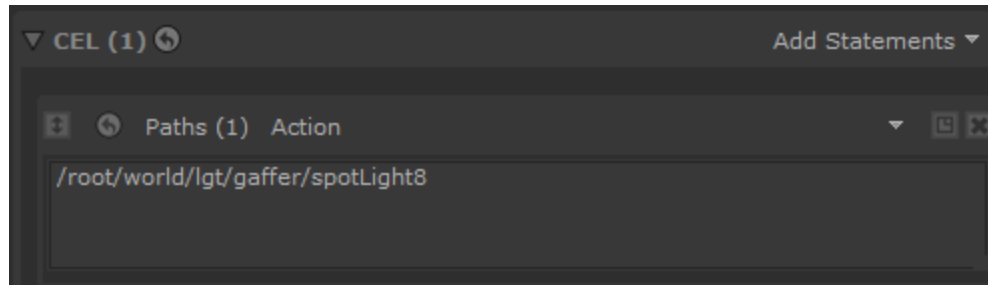 CEL (1) Add Statements
Paths (1) Action
/root/world/lgt/gaffer/spotLight8